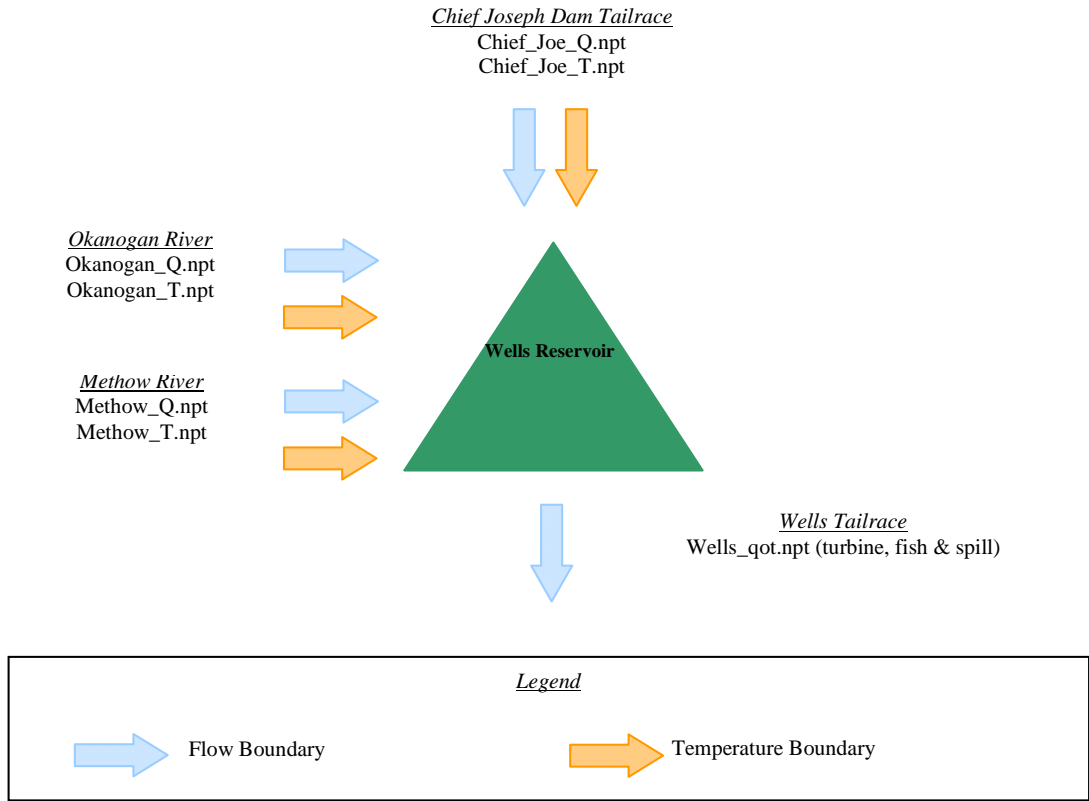 Chief Joseph Dam Tailrace
Chief_Joe_Q.npt
Chief_Joe_T.npt
Okanogan River
Okanogan_Q.npt
Okanogan_T.npt
Wells Reservoir
Methow River
Methow_Q.npt
Methow_T.npt
Wells Tailrace
Wells_qot.npt (turbine, fish & spill)
Legend
Flow Boundary
Temperature Boundary